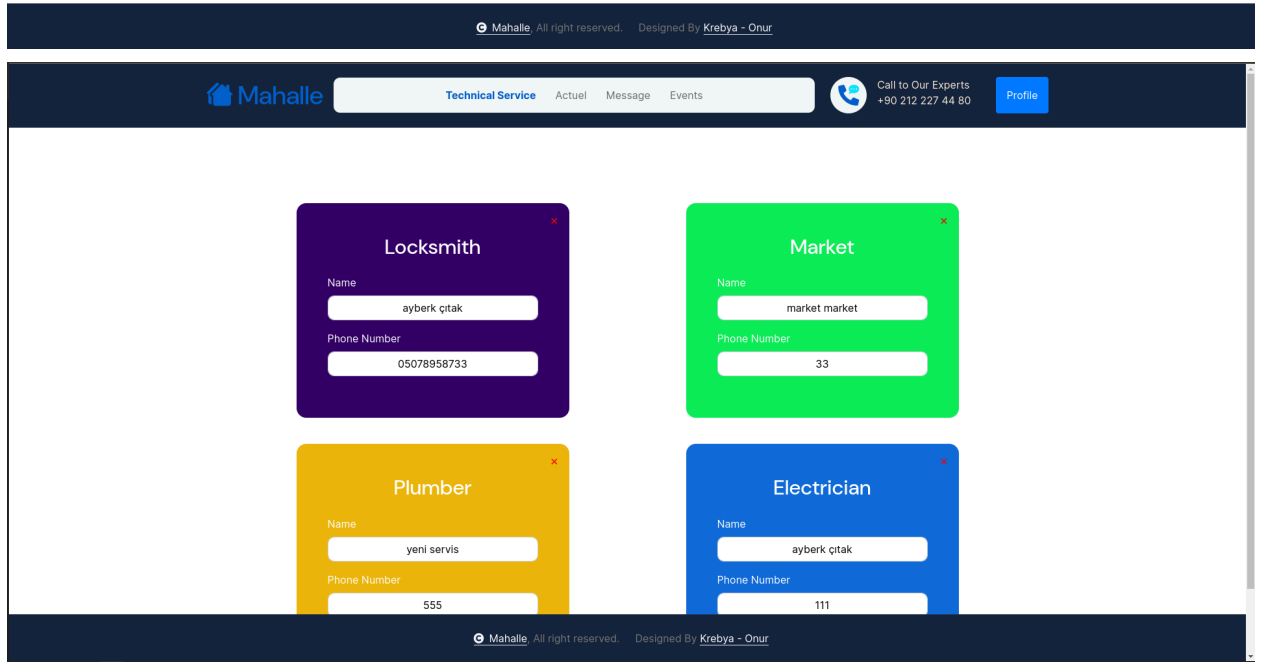 Mahalle, All right reserved. Designed By Krebya - Onur
Mahalle Technical Service Actuel Message Events Call to Our Experts Profile
+90 212 227 44 80
Locksmith
Name
ayberk çıtak
Phone Number
05078958733
Market
Name
market market
Phone Number
33
Plumber
Name
yeni servis
Phone Number
555
Electrician
Name
ayberk çıtak
Phone Number
111
Mahalle, All right reserved. Designed By Krebya - Onur